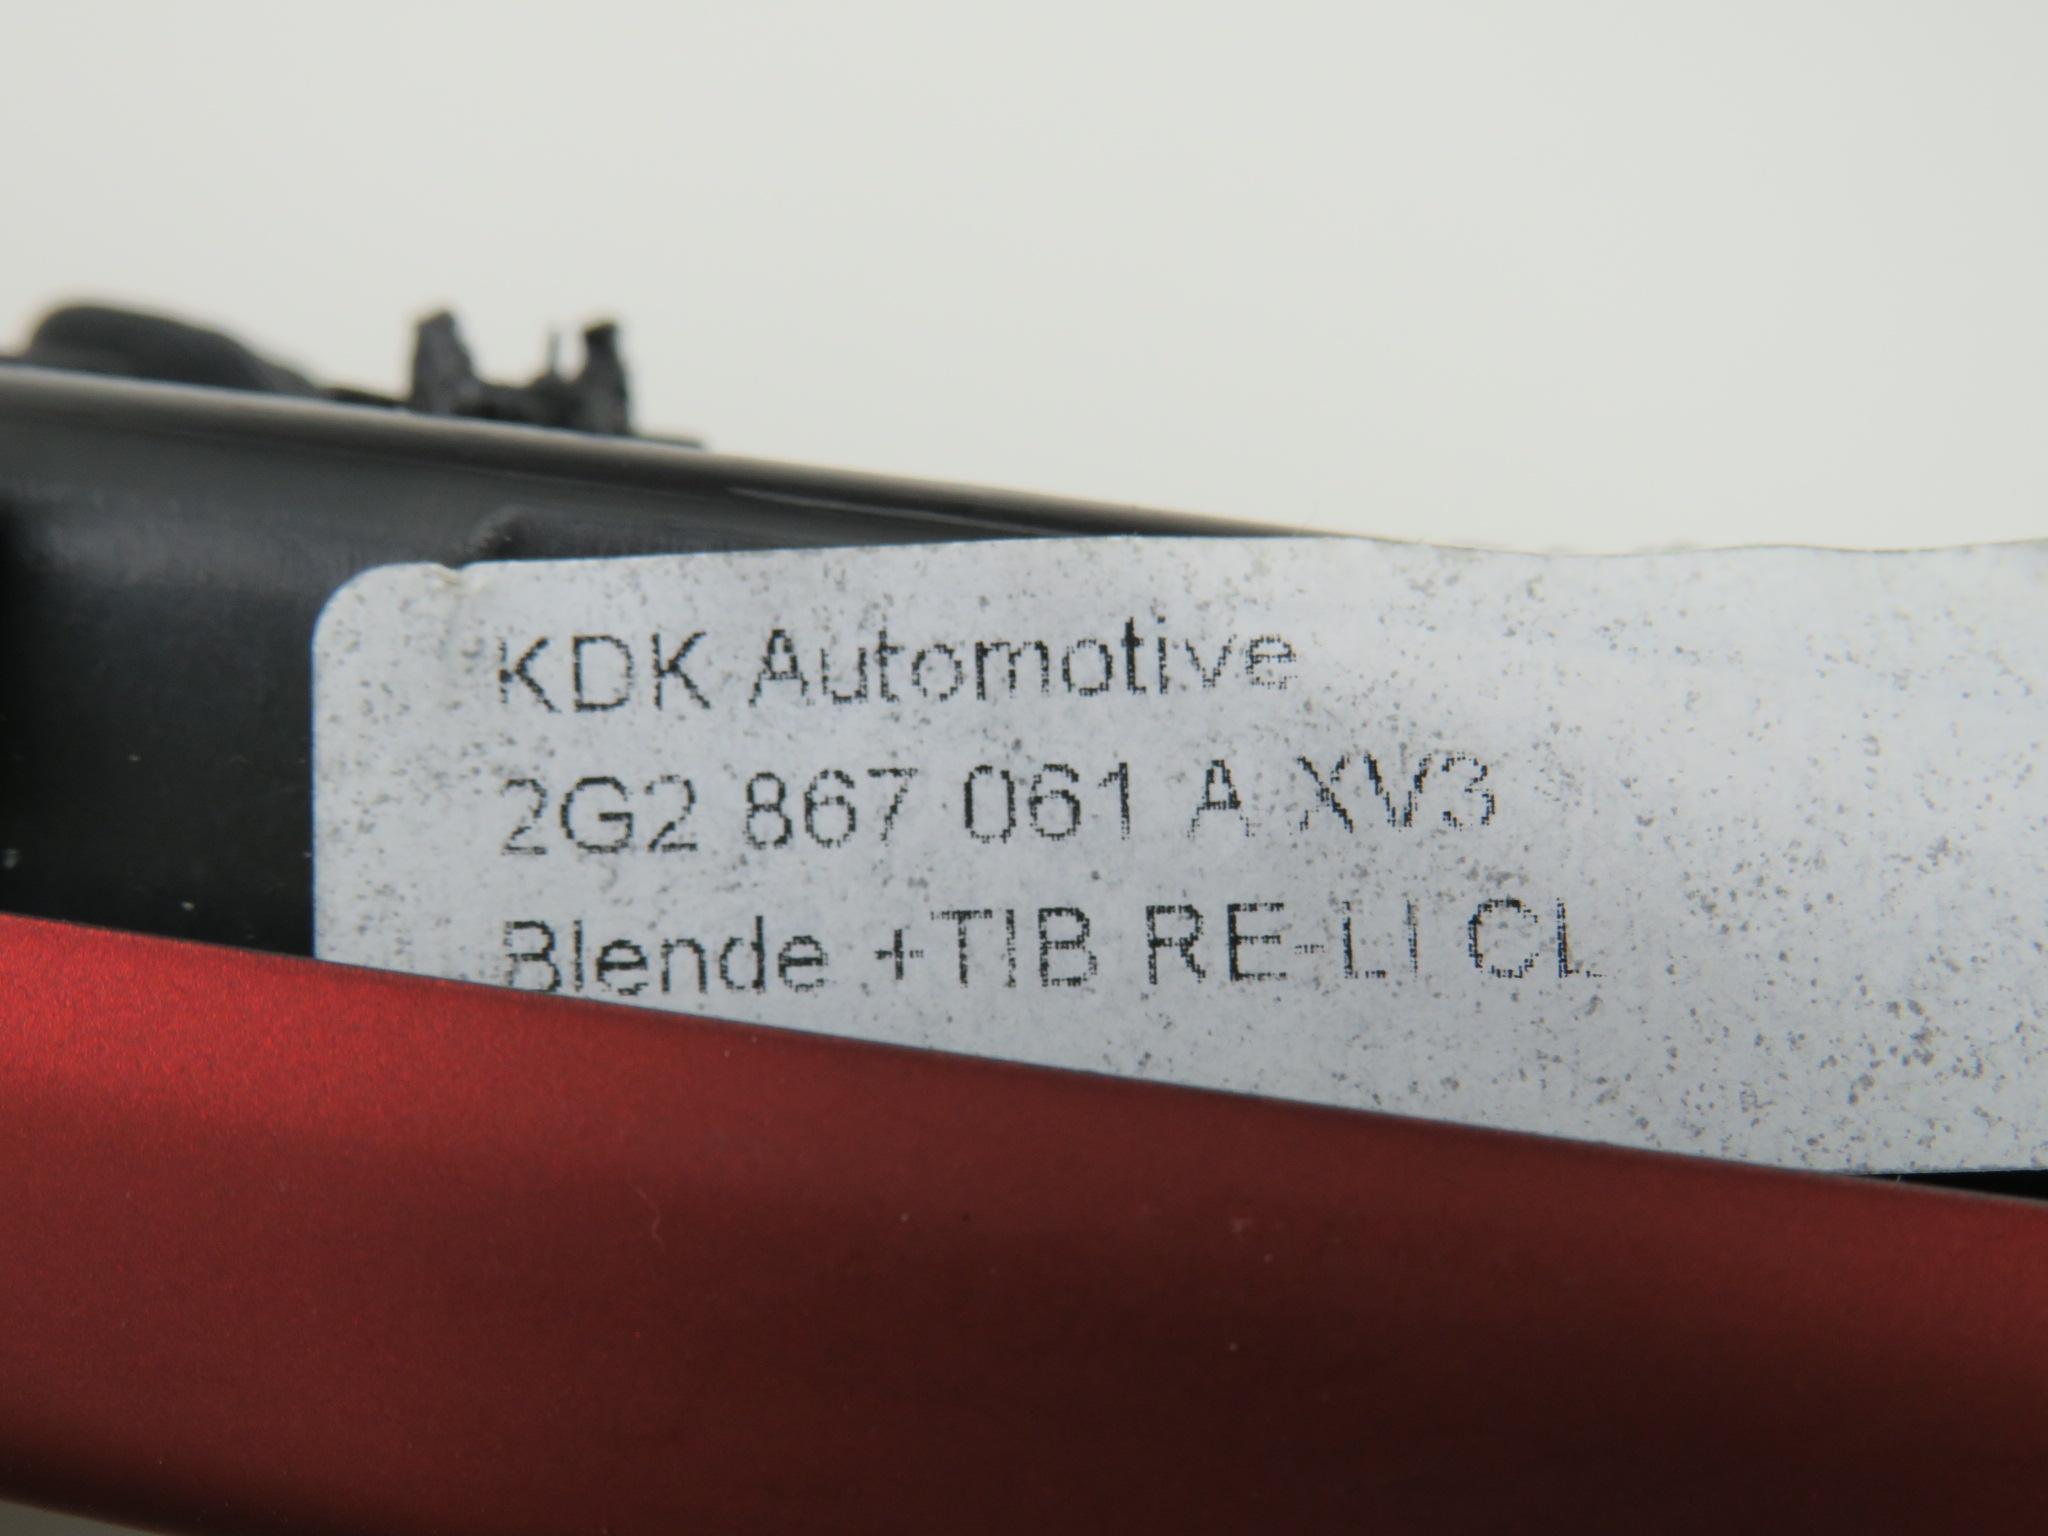 KDK Automotive
2G2 867 061 A XV3
Blende +TIB RE-LI CL